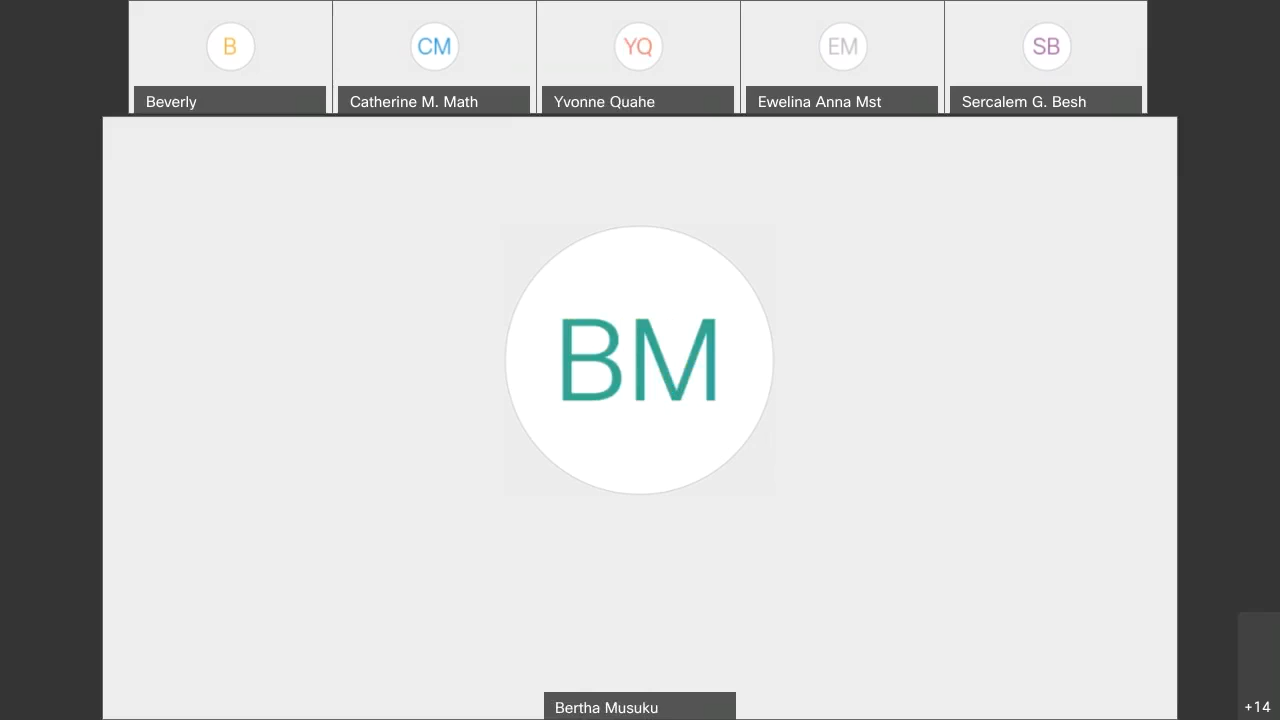 B
CM
YQ
EM
SB
Beverly
Catherine M. Math
Yvonne Quahe
Ewelina Anna Mst
Sercalem G. Besh
BM
Bertha Musuku
+14